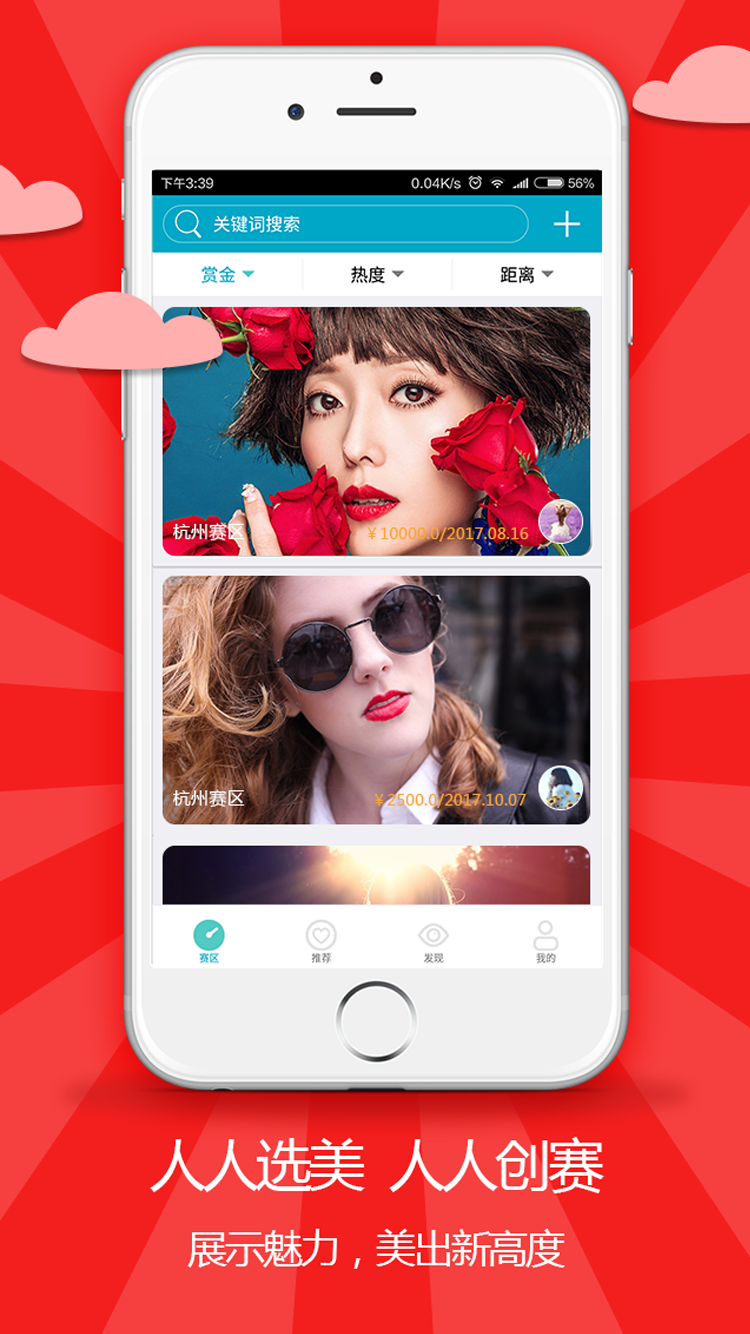 下午3:39 0.04K/s 56%
关键词搜索
赏金 热度 距离
杭州赛区 ￥10000.0/2017.08.16
杭州赛区 ￥2500.0/2017.10.07
赛区 推荐 发现 我的
人人选美 人人创赛
展示魅力，美出新高度